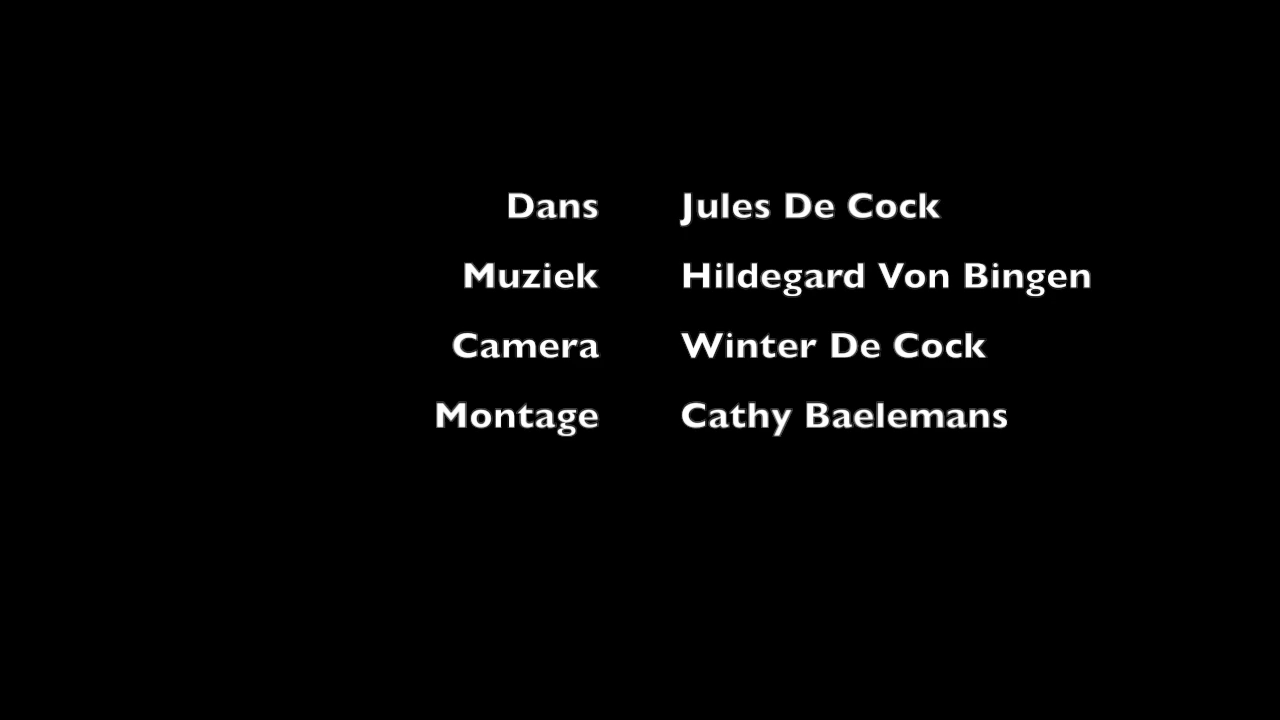 Dans Jules De Cock
Muziek Hildegard Von Bingen
Camera Winter De Cock
Montage Cathy Baelemans